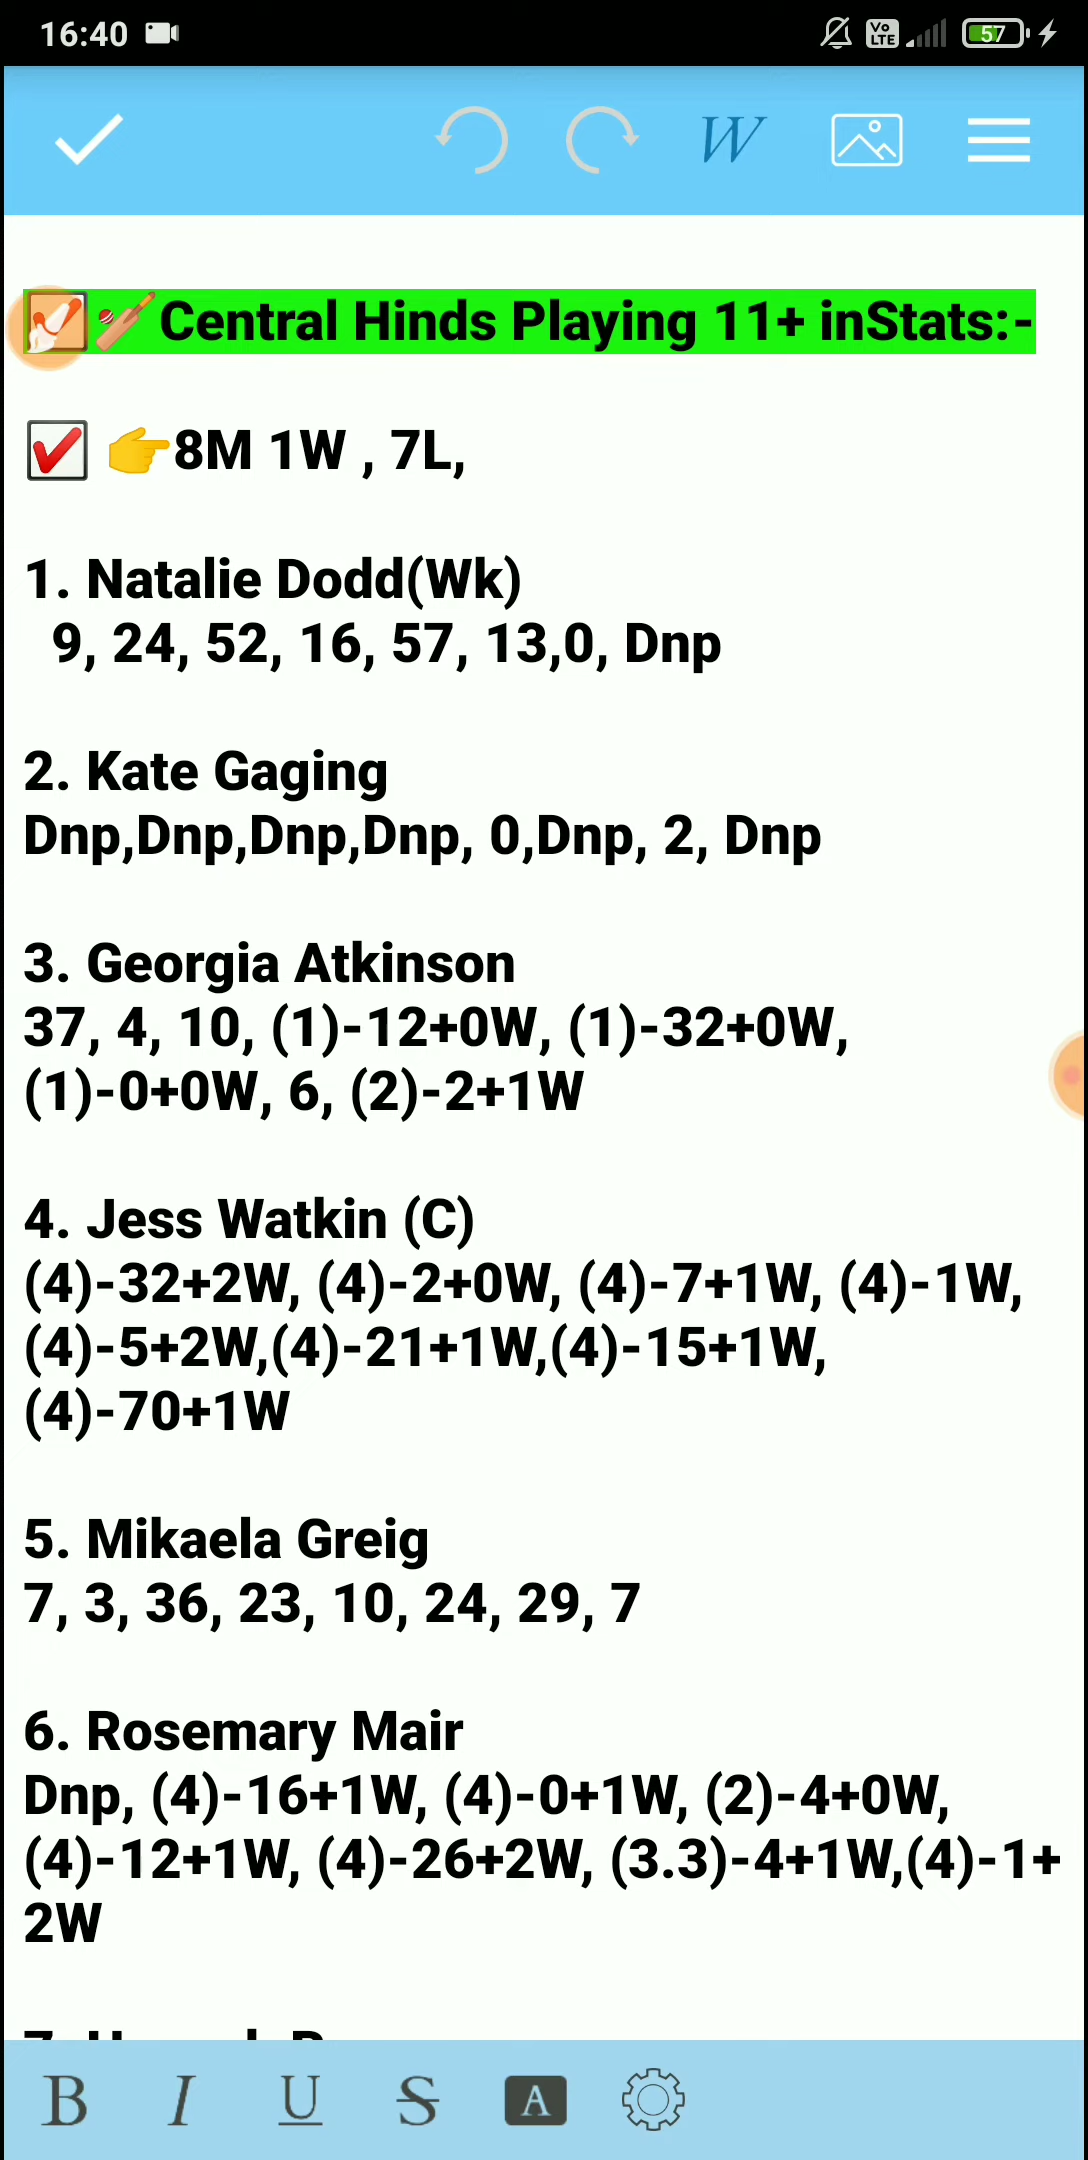 16:40
Vo
LTE
57
W
Central Hinds Playing 11+ inStats:-
8M 1W , 7L,
1. Natalie Dodd(Wk)
9, 24, 52, 16, 57, 13,0, Dnp
2. Kate Gaging
Dnp,Dnp,Dnp,Dnp, 0,Dnp, 2, Dnp
3. Georgia Atkinson
37, 4, 10, (1)-12+0W, (1)-32+0W,
(1)-0+0W, 6, (2)-2+1W
4. Jess Watkin (C)
(4)-32+2W, (4)-2+0W, (4)-7+1W, (4)-1W,
(4)-5+2W,(4)-21+1W,(4)-15+1W,
(4)-70+1W
5. Mikaela Greig
7, 3, 36, 23, 10, 24, 29, 7
6. Rosemary Mair
Dnp, (4)-16+1W, (4)-0+1W, (2)-4+0W,
(4)-12+1W, (4)-26+2W, (3.3)-4+1W,(4)-1+
2W
B I U S A